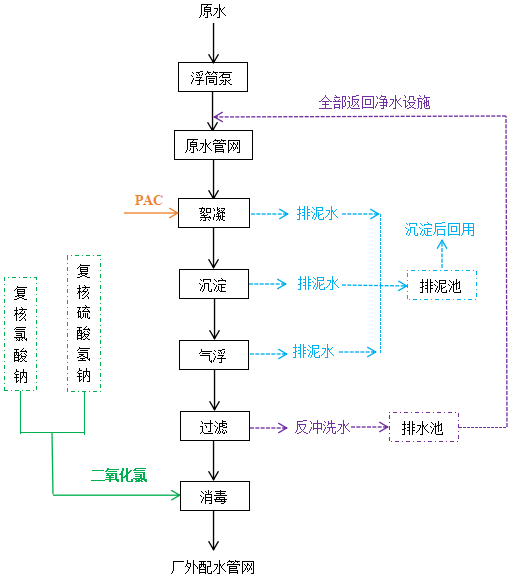 原水
浮筒泵
全部返回净水设施
原水管网
PAC
絮凝
排泥水
沉淀后回用
沉淀
排泥水
排泥池
复核氯酸钠
复核硫酸氢钠
气浮
排泥水
过滤
反冲洗水
排水池
二氧化氯
消毒
厂外配水管网